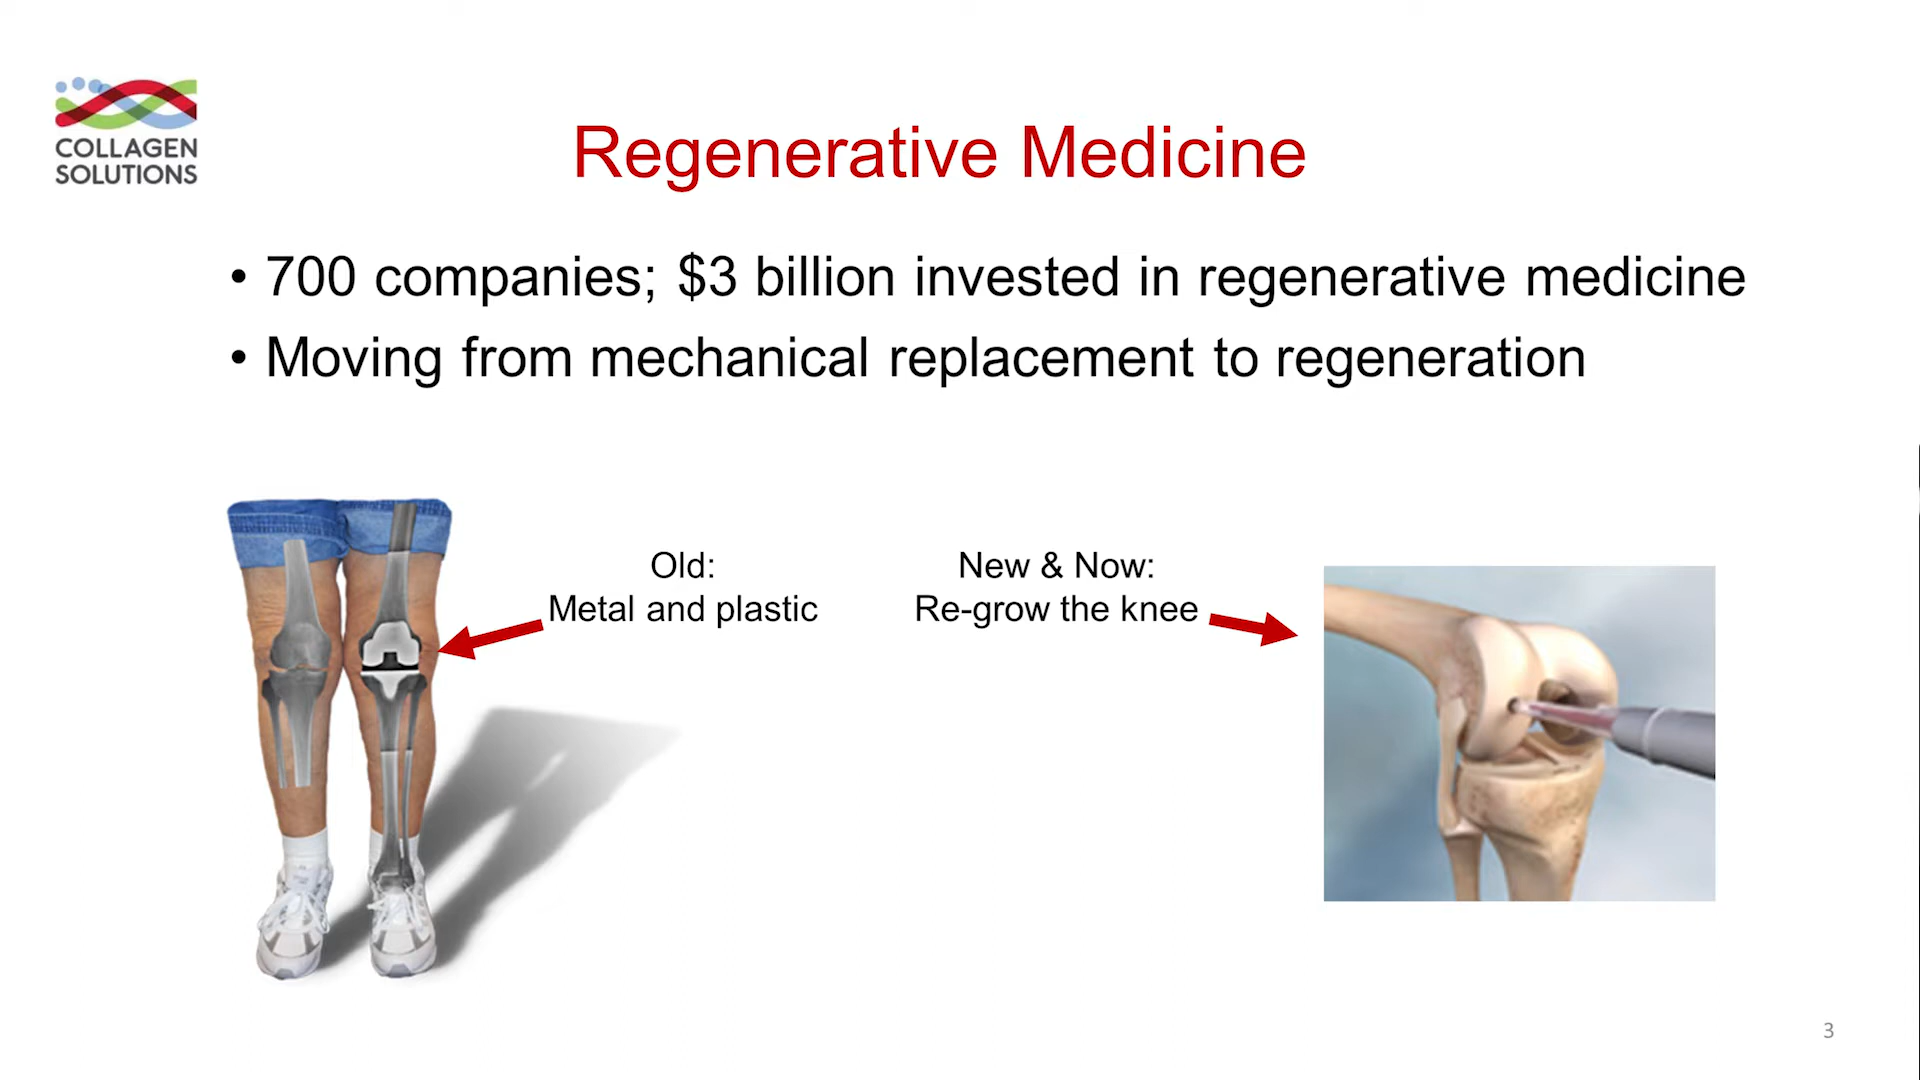 COLLAGEN
SOLUTIONS
Regenerative Medicine
• 700 companies; $3 billion invested in regenerative medicine
• Moving from mechanical replacement to regeneration
Old:
Metal and plastic
New & Now:
Re-grow the knee
3